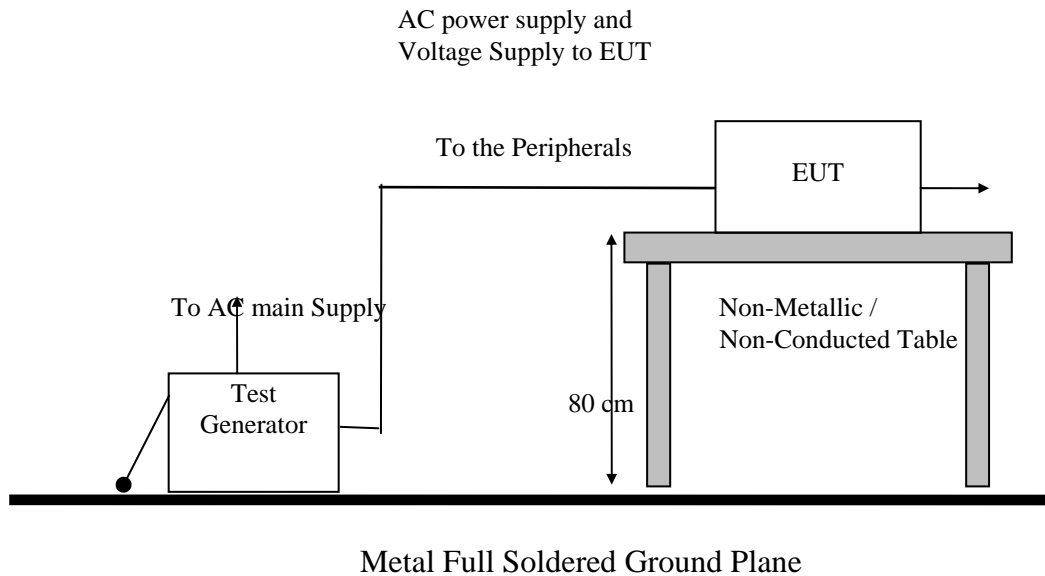 AC power supply and
Voltage Supply to EUT
To the Peripherals
EUT
To AC main Supply
Non-Metallic /
Non-Conducted Table
Test
Generator
80 cm
Metal Full Soldered Ground Plane